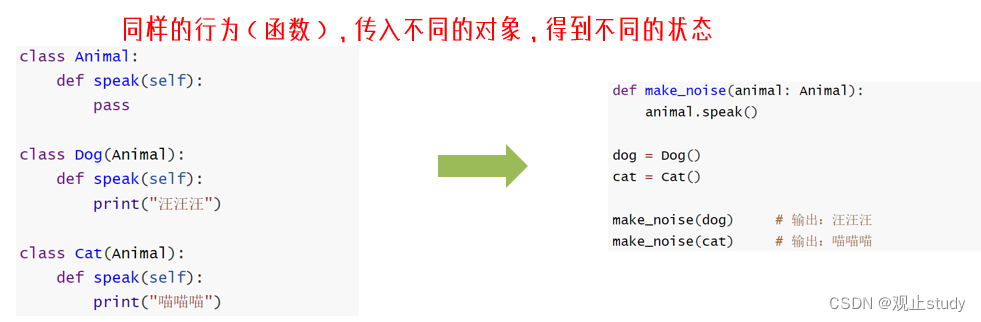 同样的行为（函数）, 传入不同的对象 , 得到不同的状态
class Animal:
    def speak(self):
        pass

class Dog(Animal):
    def speak(self):
        print("汪汪汪")

class Cat(Animal):
    def speak(self):
        print("喵喵喵")
def make_noise(animal: Animal):
    animal.speak()

dog = Dog()
cat = Cat()

make_noise(dog)     # 输出：汪汪汪
make_noise(cat)     # 输出：喵喵喵
CSDN @观止study